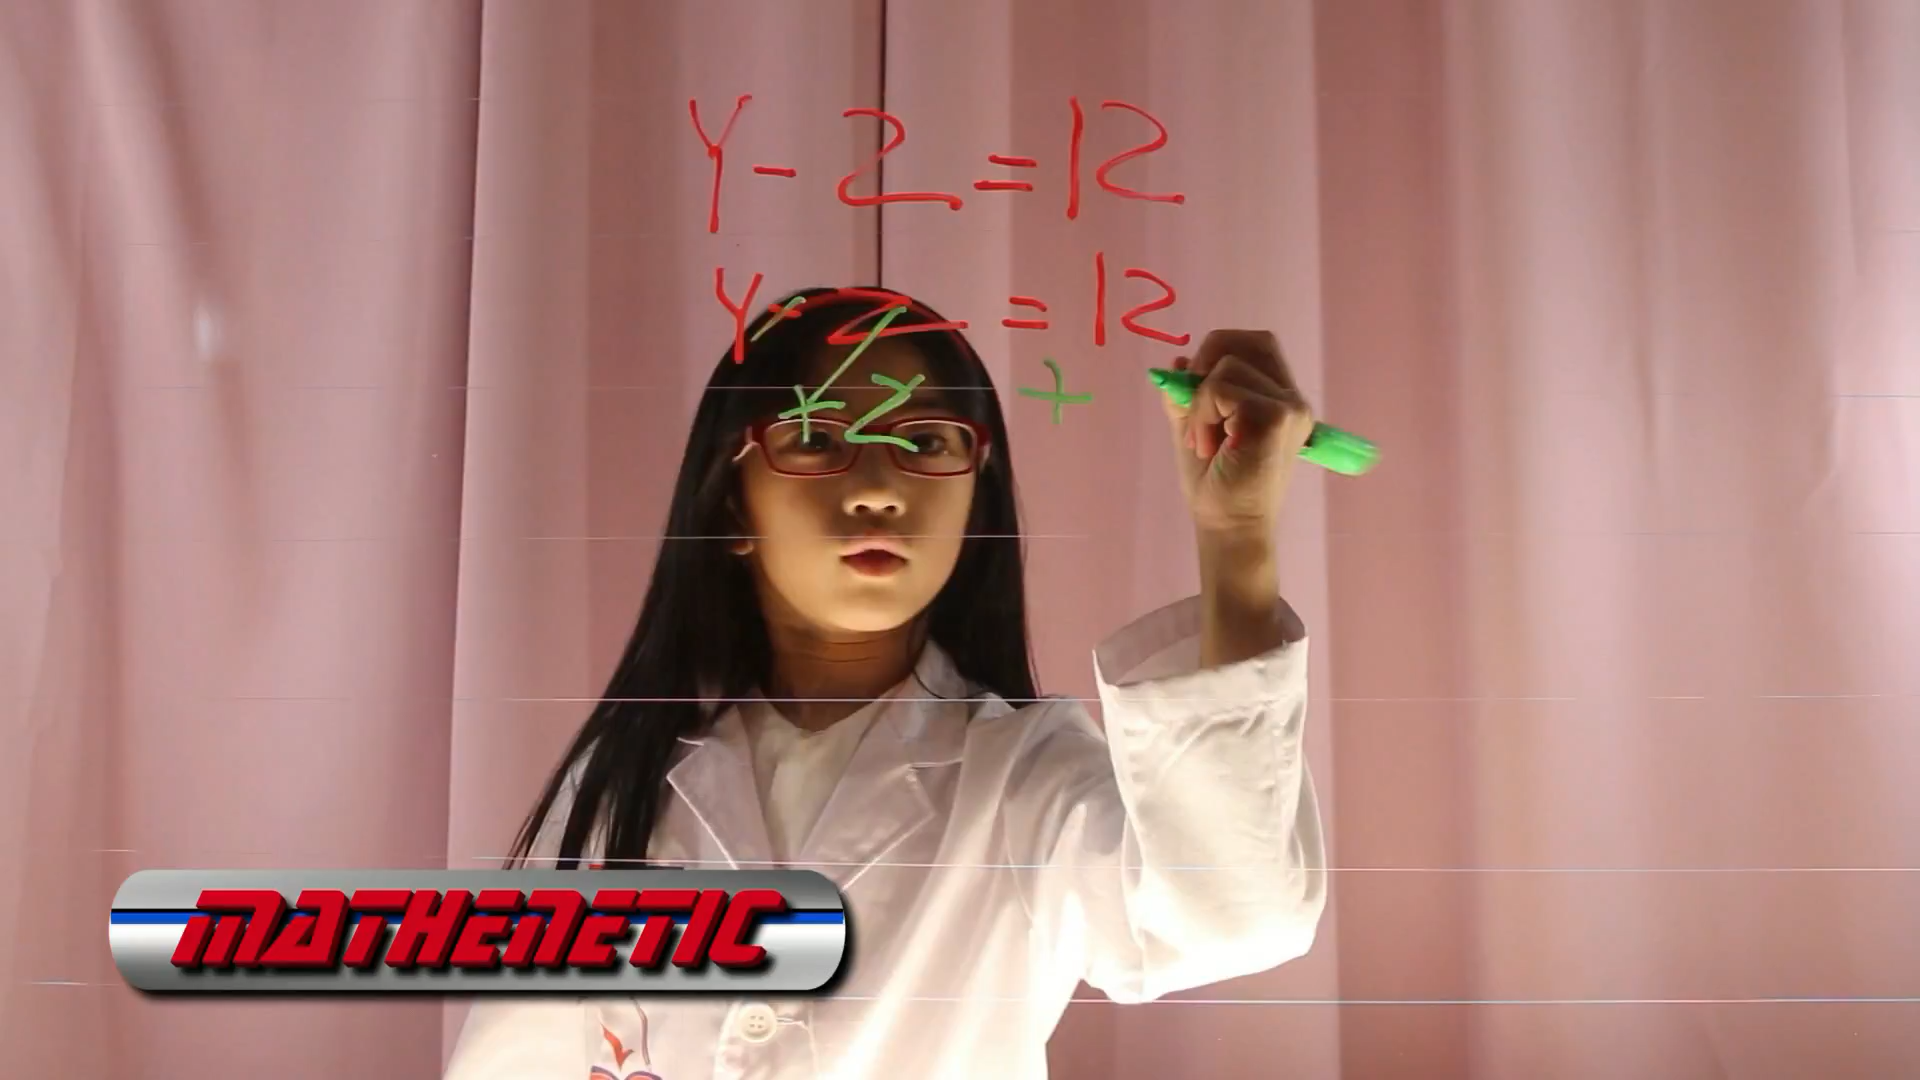 Y - 2 = 12
Y - 2 = 12
+ 2 +
MATHENETIC